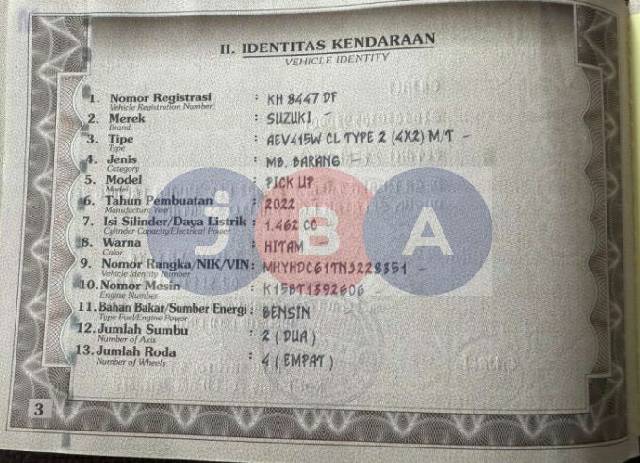 II. IDENTITAS KENDARAAN
VEHICLE IDENTITY
1. Nomor Registrasi : KH 8447 DF
Vehicle Registration Number
2. Merek : SUZUKI -
Brand
3. Tipe : AEV415W CL TYPE 2 (4X2) M/T -
Type
4. Jenis : MB. BARANG -
Category
5. Model : PICK UP
Model
6. Tahun Pembuatan : 2022
Manufacture Year
7. Isi Silinder/Daya Listrik : 1.462 CC
Cylinder Capacity/Electrical Power
8. Warna : HITAM
Color
9. Nomor Rangka/NIK/VIN : MHYHDC61TNJ228351 -
Vehicle Identity Number
10. Nomor Mesin : K15BT1392606
Engine Number
11. Bahan Bakar/Sumber Energi : BENSIN
Type Fuel/Engine Power
12. Jumlah Sumbu : 2 (DUA)
Number of Axis
13. Jumlah Roda : 4 (EMPAT)
Number of Wheels
JBA
3